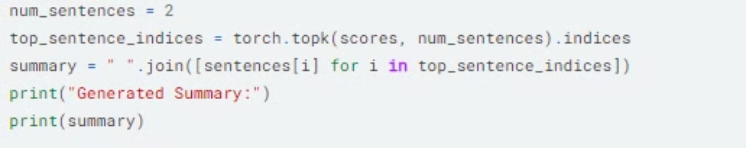 num_sentences = 2
top_sentence_indices = torch.topk(scores, num_sentences).indices
summary = " ".join([sentences[i] for i in top_sentence_indices])
print("Generated Summary:")
print(summary)